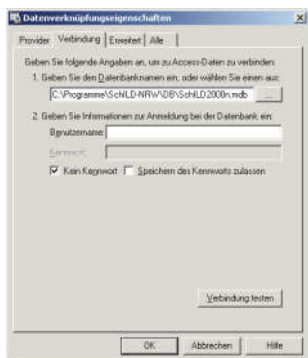 Datenverknüpfungseigenschaften
Provider Verbindung Erweitert Alle
Geben Sie folgende Angaben an, um zu Access-Daten zu verbinden:
1. Geben Sie den Datenbanknamen ein, oder wählen Sie einen aus:
C:\Programme\SchILD-NRW\DB\SchILD2000n.mdb ...
2. Geben Sie Informationen zur Anmeldung bei der Datenbank ein:
Benutzername:
Kennwort:
Kein Kennwort Speichern des Kennworts zulassen
Verbindung testen
OK Abbrechen Hilfe